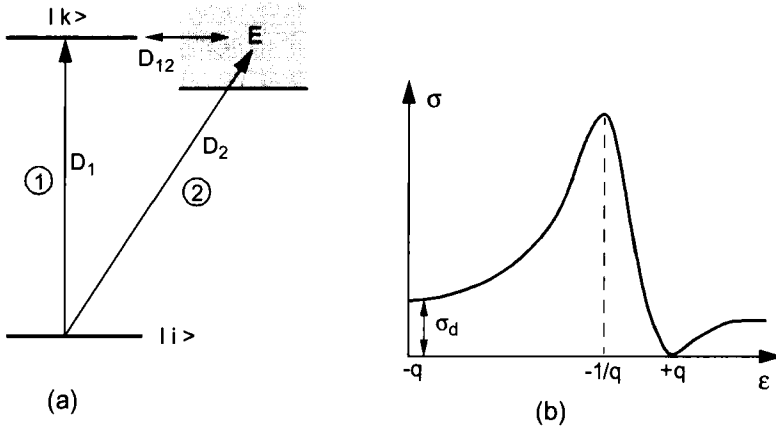 |k>
E
D₁₂
D₁
D₂
①
②
|i>
(a)
σ
σd
-q
-1/q
+q
ε
(b)